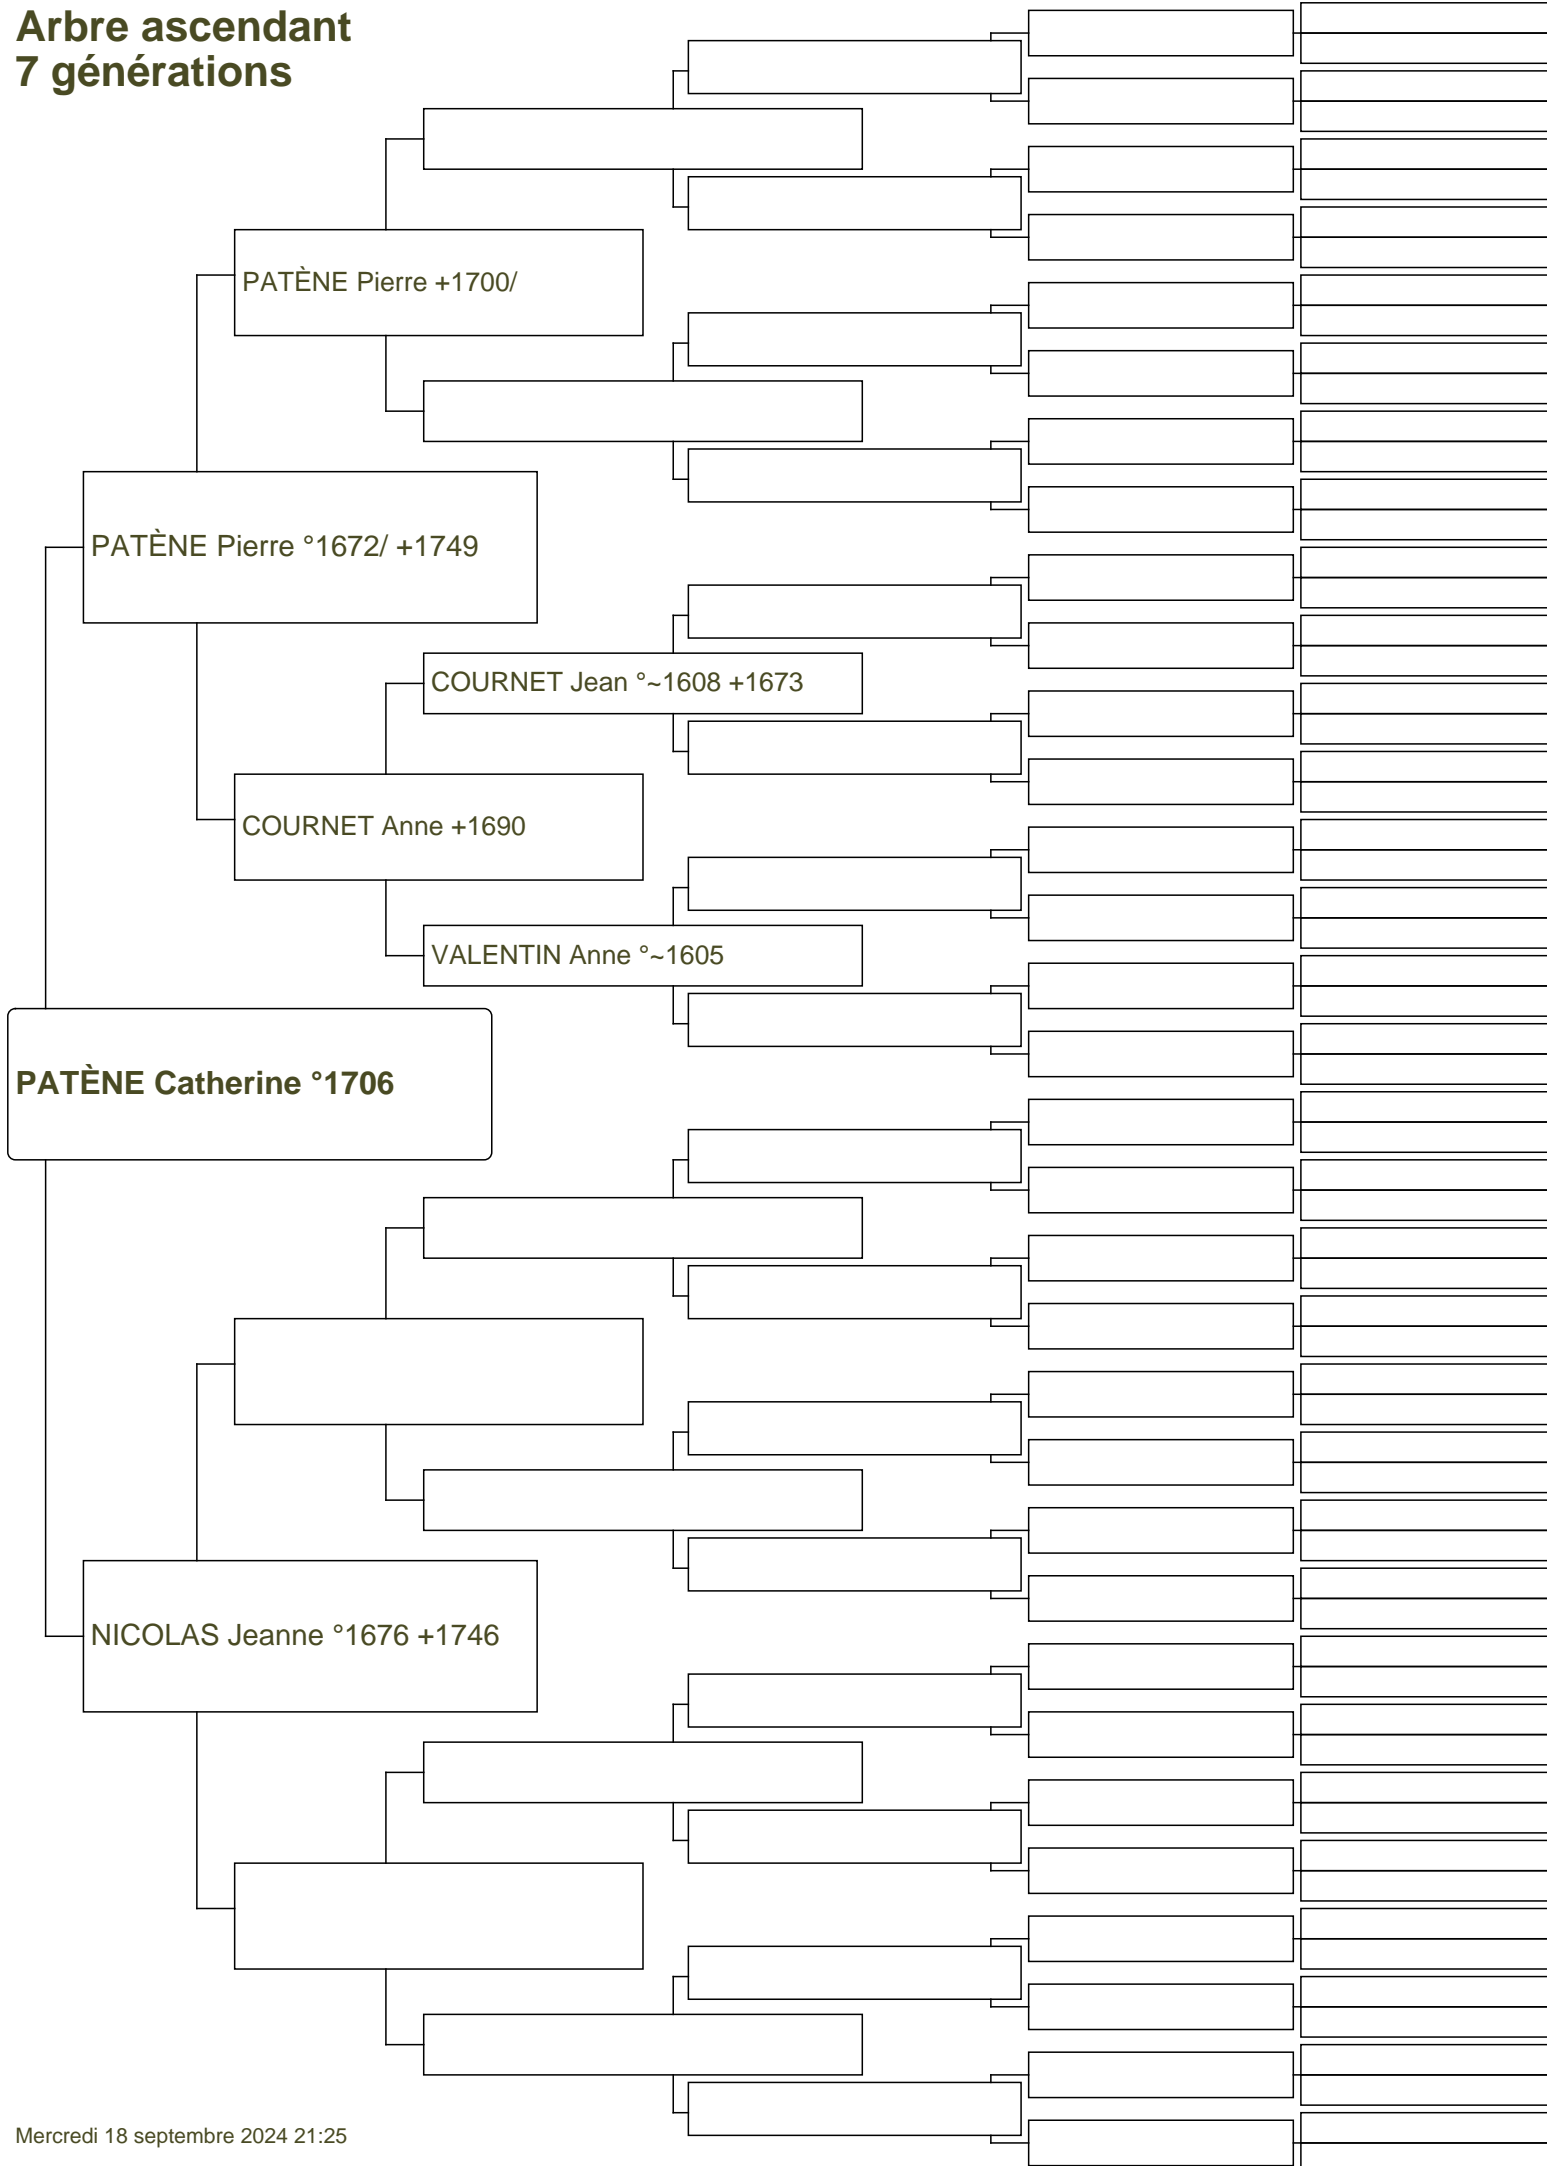 Arbre ascendant
7 générations
PATÈNE Pierre +1700/
PATÈNE Pierre °1672/ +1749
COURNET Jean °~1608 +1673
COURNET Anne +1690
VALENTIN Anne °~1605
PATÈNE Catherine °1706
NICOLAS Jeanne °1676 +1746
Mercredi 18 septembre 2024 21:25